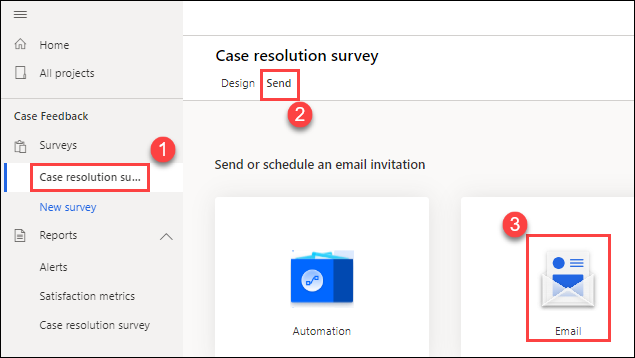 Home
All projects
Case Feedback
Surveys
1
Case resolution su...
New survey
Reports
Alerts
Satisfaction metrics
Case resolution survey
Case resolution survey
Design Send
2
Send or schedule an email invitation
Automation
3
Email